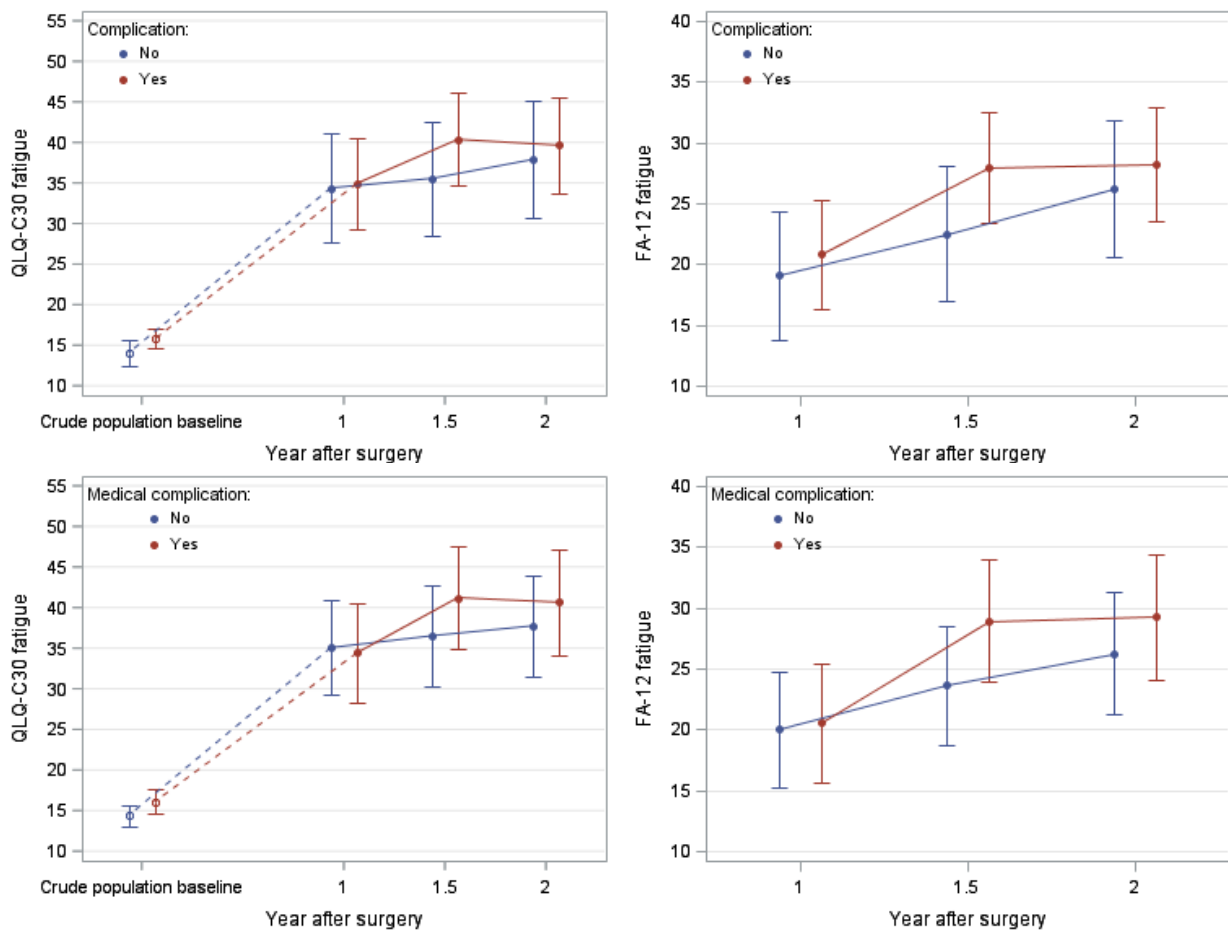 Complication:
No
Yes
QLQ-C30 fatigue
55
50
45
40
35
30
25
20
15
10
Crude population baseline 1 1.5 2
Year after surgery
Complication:
No
Yes
FA-12 fatigue
40
35
30
25
20
15
10
1 1.5 2
Year after surgery
Medical complication:
No
Yes
QLQ-C30 fatigue
55
50
45
40
35
30
25
20
15
10
Crude population baseline 1 1.5 2
Year after surgery
Medical complication:
No
Yes
FA-12 fatigue
40
35
30
25
20
15
10
1 1.5 2
Year after surgery